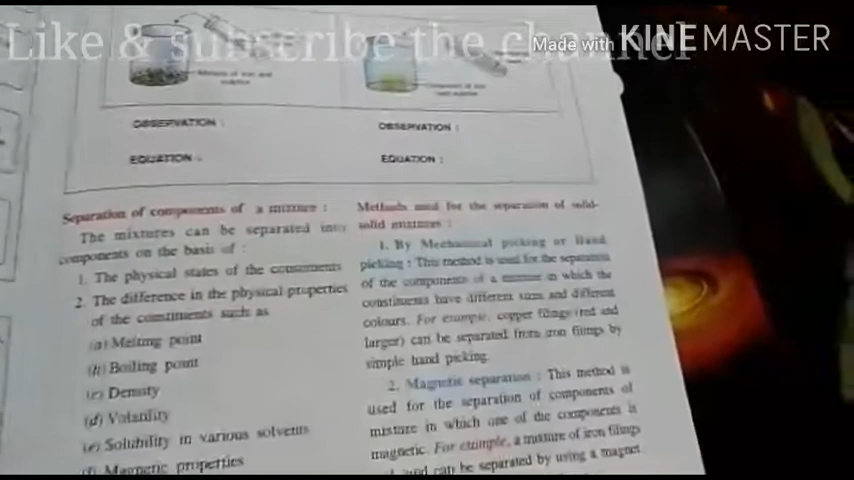 Like & subscribe the channel
Made with KINEMASTER
Mixture of iron and
sulphur
OBSERVATION :
EQUATION :
OBSERVATION :
EQUATION :
Separation of components of a mixture :
The mixtures can be separated into
components on the basis of :
1. The physical states of the constituents
2. The difference in the physical properties
of the constituents such as
(a) Melting point
(b) Boiling point
(c) Density
(d) Volatility
(e) Solubility in various solvents
(f) Magnetic properties
Methods used for the separation of solid-
solid mixtures :
1. By Mechanical picking or Hand
picking : This method is used for the separation
of the components of a mixture in which the
constituents have different sizes and different
colours. For example, copper filings (red and
larger) can be separated from iron filings by
simple hand picking.
2. Magnetic separation : This method is
used for the separation of components of
mixture in which one of the components is
magnetic. For example, a mixture of iron filings
and can be separated by using a magnet.